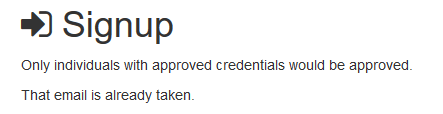 Signup
Only individuals with approved credentials would be approved.
That email is already taken.